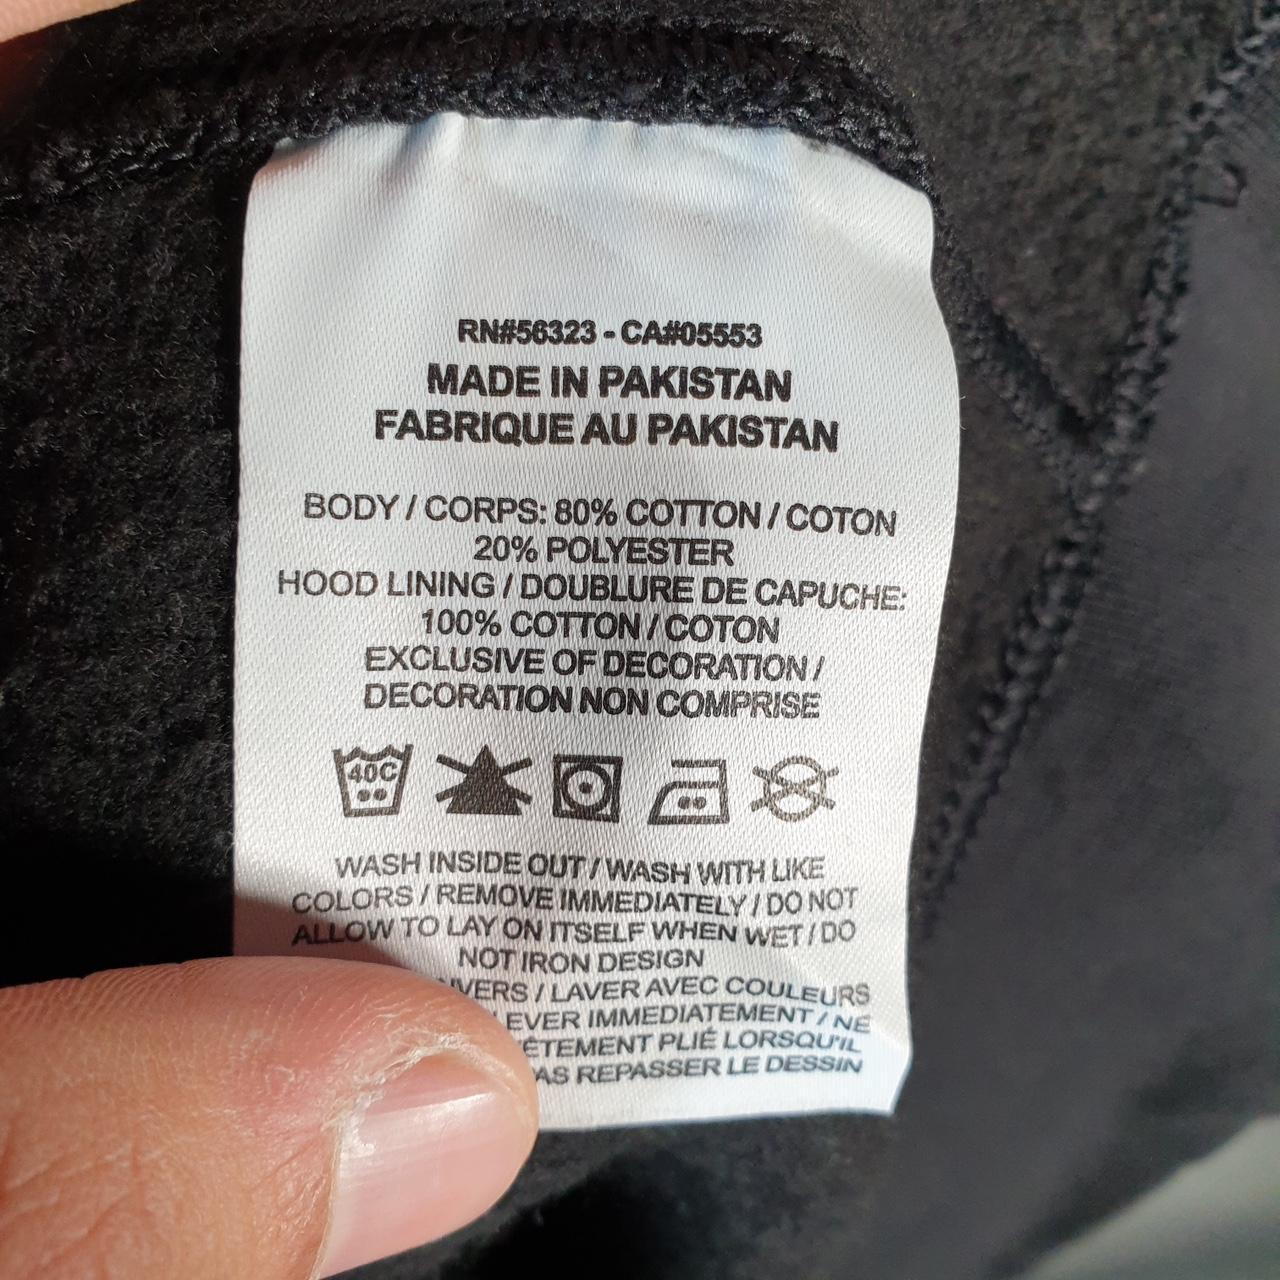 RN#56323 - CA#05553
MADE IN PAKISTAN
FABRIQUE AU PAKISTAN
BODY / CORPS: 80% COTTON / COTON
20% POLYESTER
HOOD LINING / DOUBLURE DE CAPUCHE:
100% COTTON / COTON
EXCLUSIVE OF DECORATION /
DECORATION NON COMPRISE
40C
WASH INSIDE OUT / WASH WITH LIKE
COLORS / REMOVE IMMEDIATELY / DO NOT
ALLOW TO LAY ON ITSELF WHEN WET / DO
NOT IRON DESIGN
/ LAVER AVEC COULEURS
IMMEDIATEMENT / NE
PLIÉ LORSQU'IL
REPASSER LE DESSIN